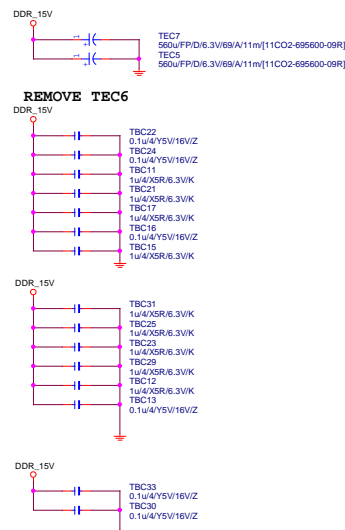 DDR_15V
1
TEC7
560u/FP/D/6.3V/69/A/11m/[11CO2-695600-09R]
1
TEC5
560u/FP/D/6.3V/69/A/11m/[11CO2-695600-09R]
REMOVE TEC6
DDR_15V
TBC22
0.1u/4/Y5V/16V/Z
TBC24
0.1u/4/Y5V/16V/Z
TBC11
1u/4/X5R/6.3V/K
TBC21
1u/4/X5R/6.3V/K
TBC17
1u/4/X5R/6.3V/K
TBC16
0.1u/4/Y5V/16V/Z
TBC15
1u/4/X5R/6.3V/K
DDR_15V
TBC31
1u/4/X5R/6.3V/K
TBC25
1u/4/X5R/6.3V/K
TBC23
1u/4/X5R/6.3V/K
TBC29
1u/4/X5R/6.3V/K
TBC12
1u/4/X5R/6.3V/K
TBC13
0.1u/4/Y5V/16V/Z
DDR_15V
TBC33
0.1u/4/Y5V/16V/Z
TBC30
0.1u/4/Y5V/16V/Z